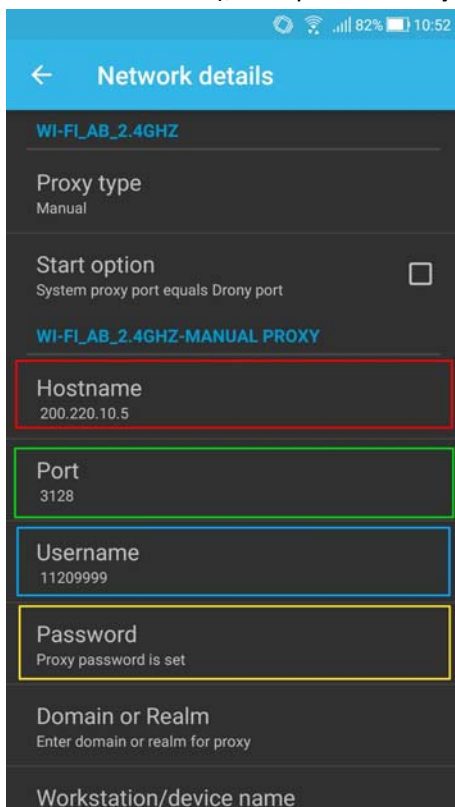 82% 10:52
Network details
WI-FI_AB_2.4GHZ
Proxy type
Manual
Start option
System proxy port equals Drony port
WI-FI_AB_2.4GHZ-MANUAL PROXY
Hostname
200.220.10.5
Port
3128
Username
11209999
Password
Proxy password is set
Domain or Realm
Enter domain or realm for proxy
Workstation/device name